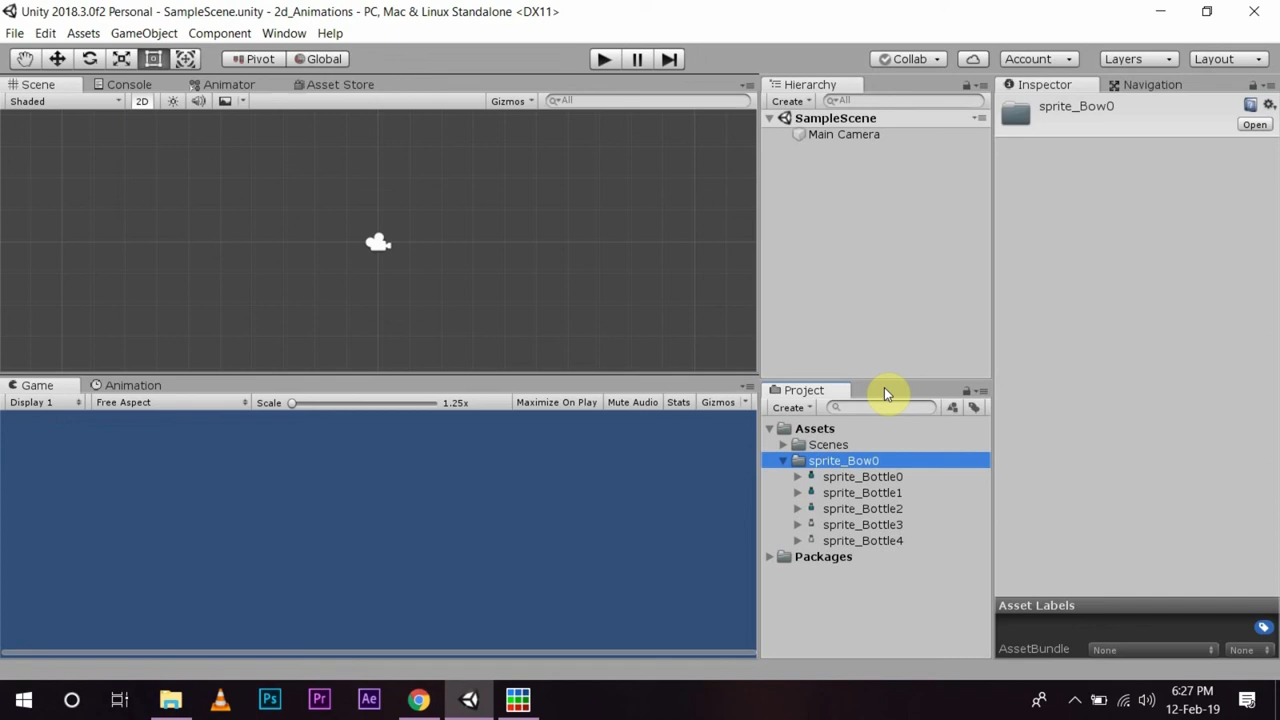 Unity 2018.3.0f2 Personal - SampleScene.unity - 2d_Animations - PC, Mac & Linux Standalone <DX11>
File Edit Assets GameObject Component Window Help
Pivot Global Collab Account Layers Layout
Scene Console Animator Asset Store Hierarchy Inspector Navigation
Shaded 2D Gizmos All Create All sprite_Bow0
SampleScene Open
Main Camera
Game Animation Project
Display 1 Free Aspect Scale 1.25x Maximize On Play Mute Audio Stats Gizmos Create
Assets
Scenes
sprite_Bow0
sprite_Bottle0
sprite_Bottle1
sprite_Bottle2
sprite_Bottle3
sprite_Bottle4
Packages
Asset Labels
AssetBundle None None
Ps Pr Ae 6:27 PM
12-Feb-19